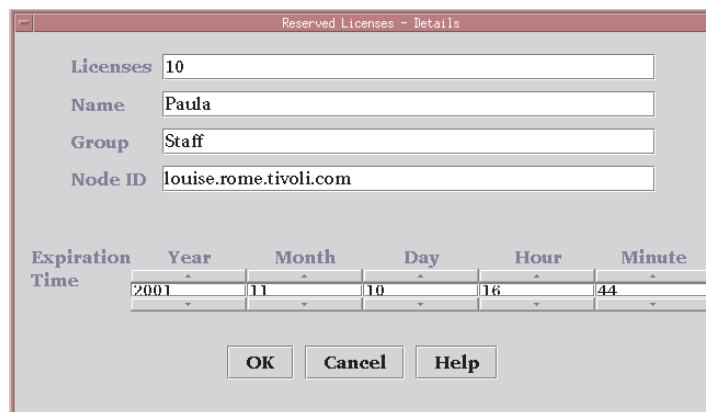 Reserved Licenses - Details
Licenses 10
Name Paula
Group Staff
Node ID louise.rome.tivoli.com
Expiration Year Month Day Hour Minute
Time
2001 11 10 16 44
OK Cancel Help